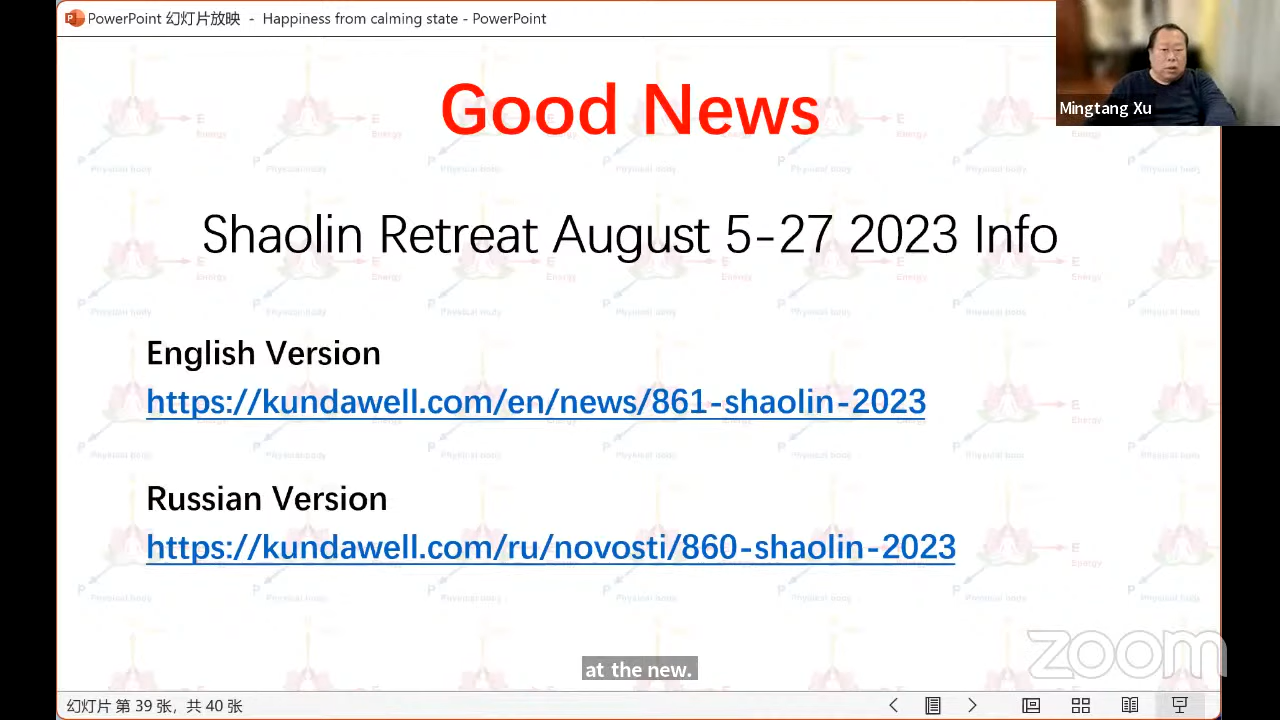 PowerPoint 幻灯片放映 - Happiness from calming state - PowerPoint
Mingtang Xu
Good News
Shaolin Retreat August 5-27 2023 Info
English Version
https://kundawell.com/en/news/861-shaolin-2023
Russian Version
https://kundawell.com/ru/novosti/860-shaolin-2023
zoom
at the new.
幻灯片 第 39 张，共 40 张